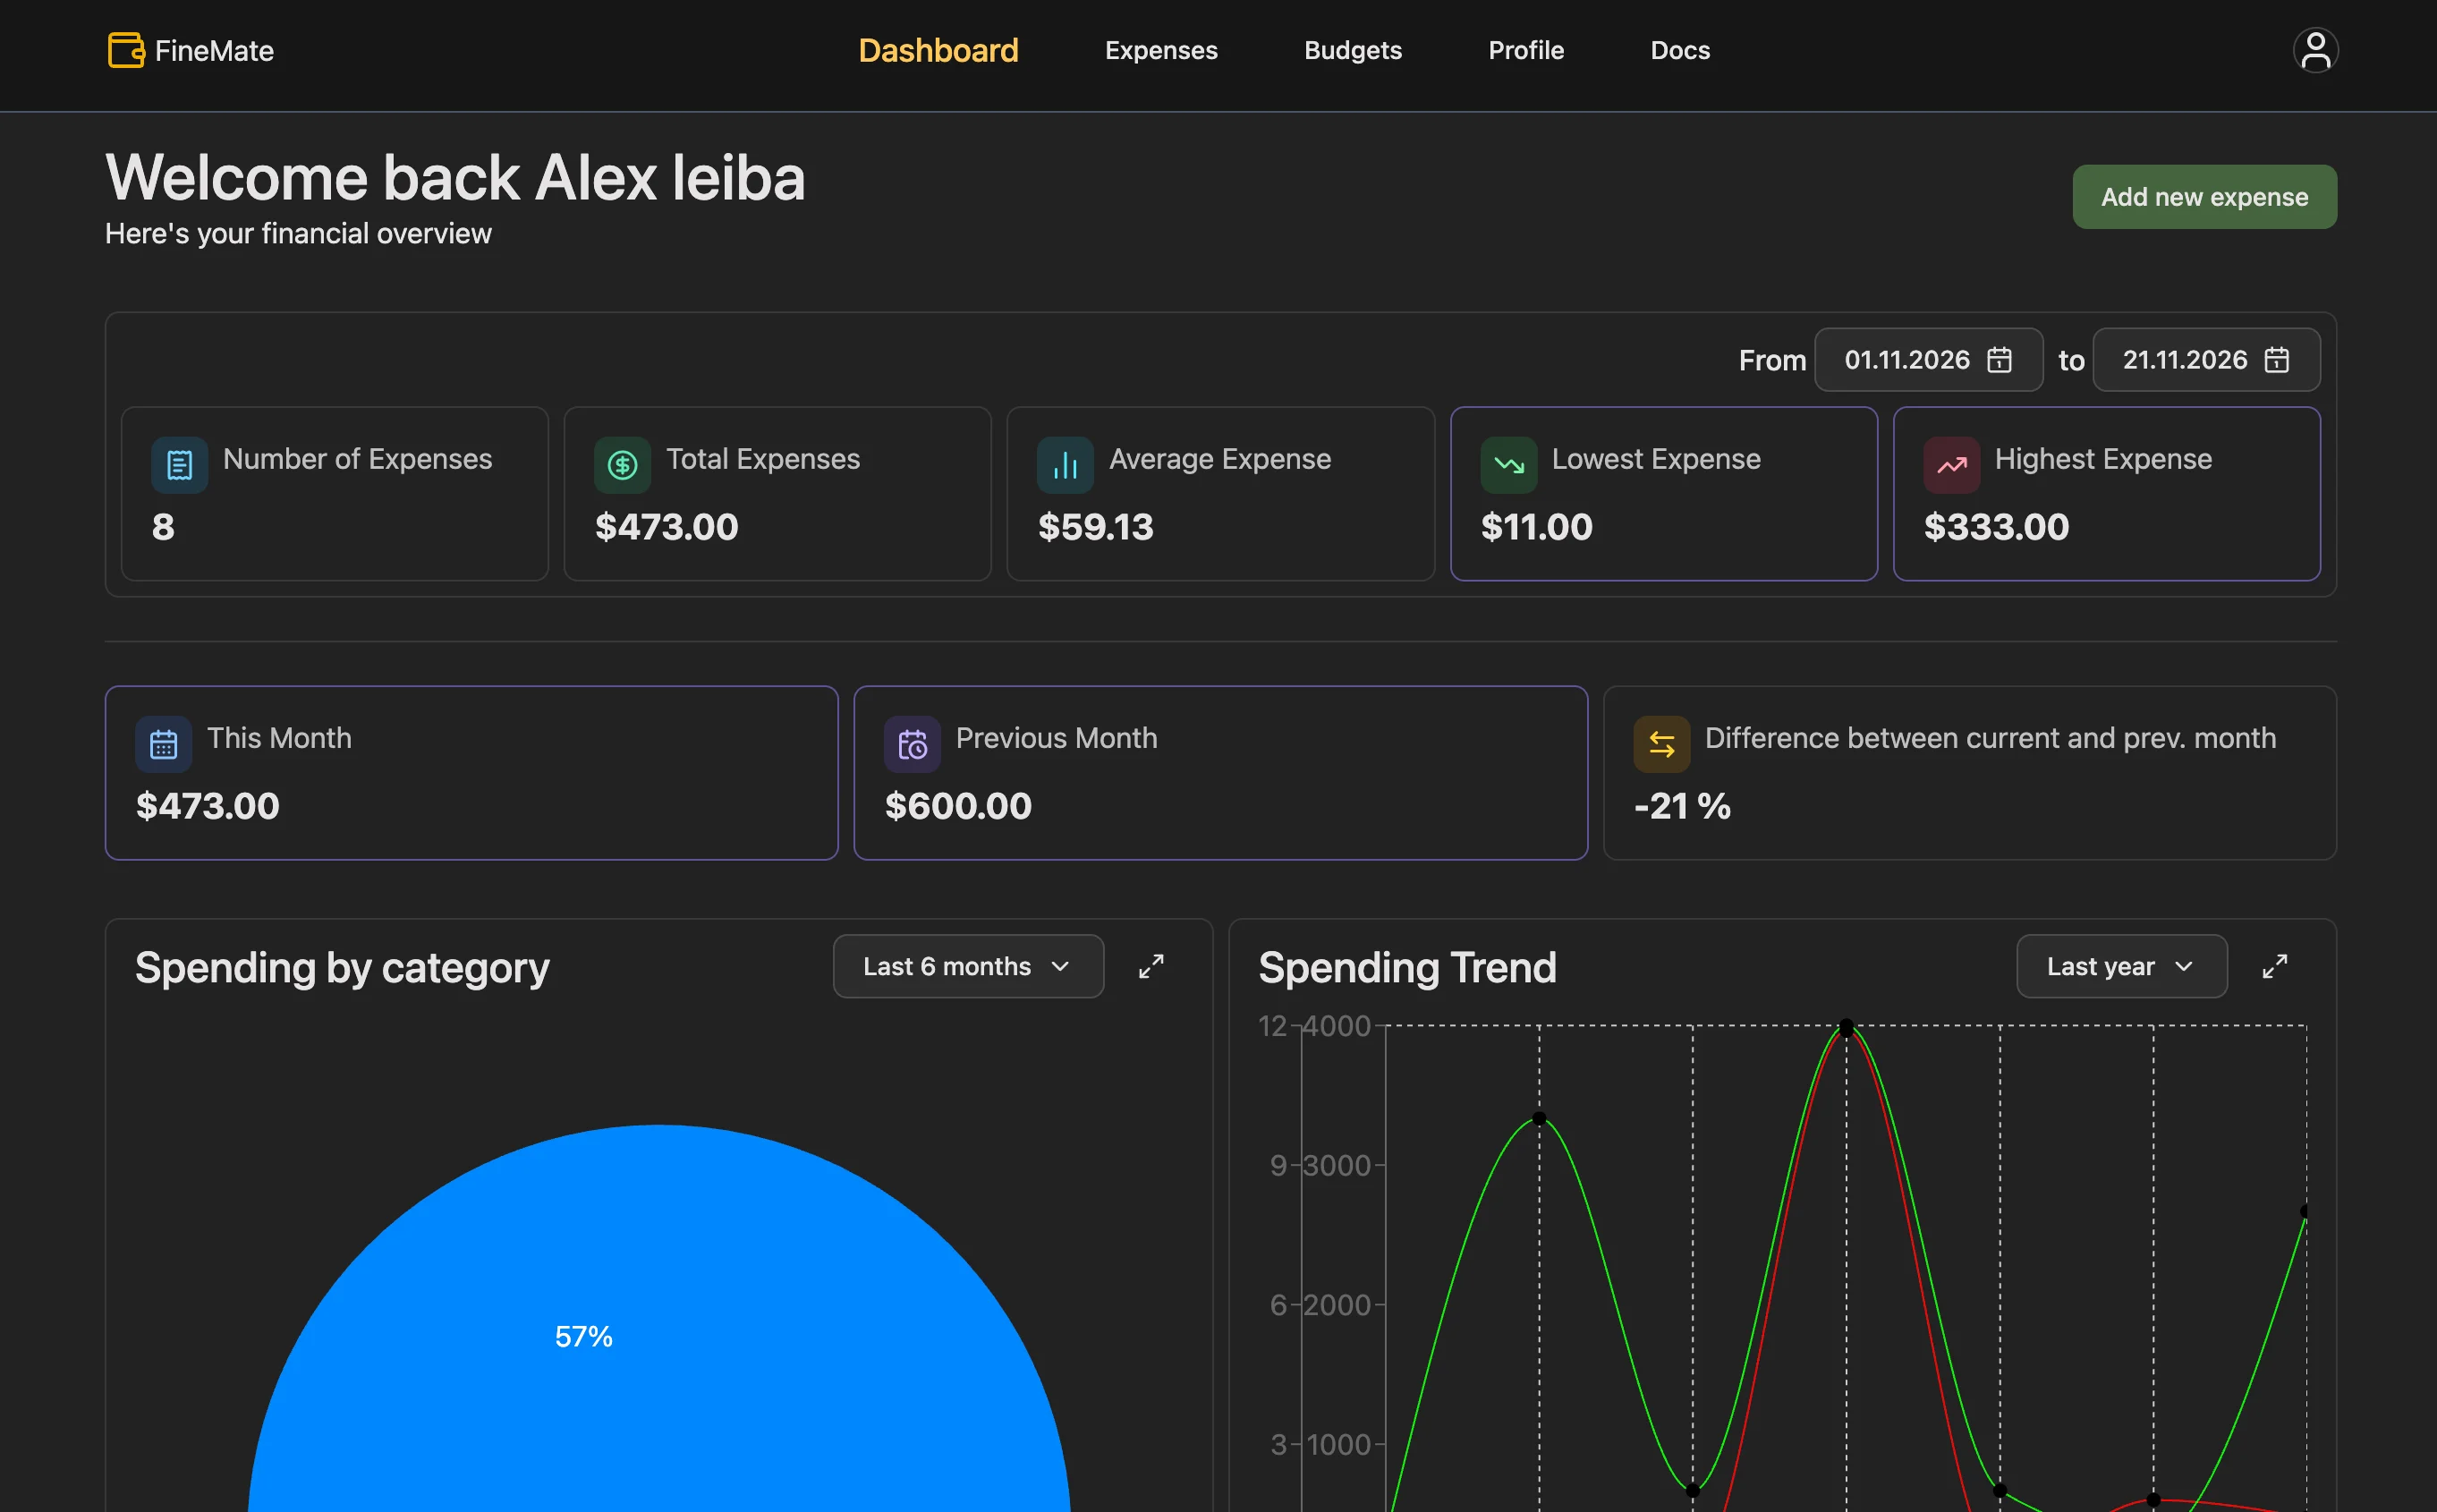 FineMate
Dashboard
Expenses
Budgets
Profile
Docs
Welcome back Alex leiba
Here's your financial overview
Add new expense
From 01.11.2026 to 21.11.2026
Number of Expenses
8
Total Expenses
$473.00
Average Expense
$59.13
Lowest Expense
$11.00
Highest Expense
$333.00
This Month
$473.00
Previous Month
$600.00
Difference between current and prev. month
-21 %
Spending by category
Last 6 months
57%
Spending Trend
Last year
12 4000
9 3000
6 2000
3 1000